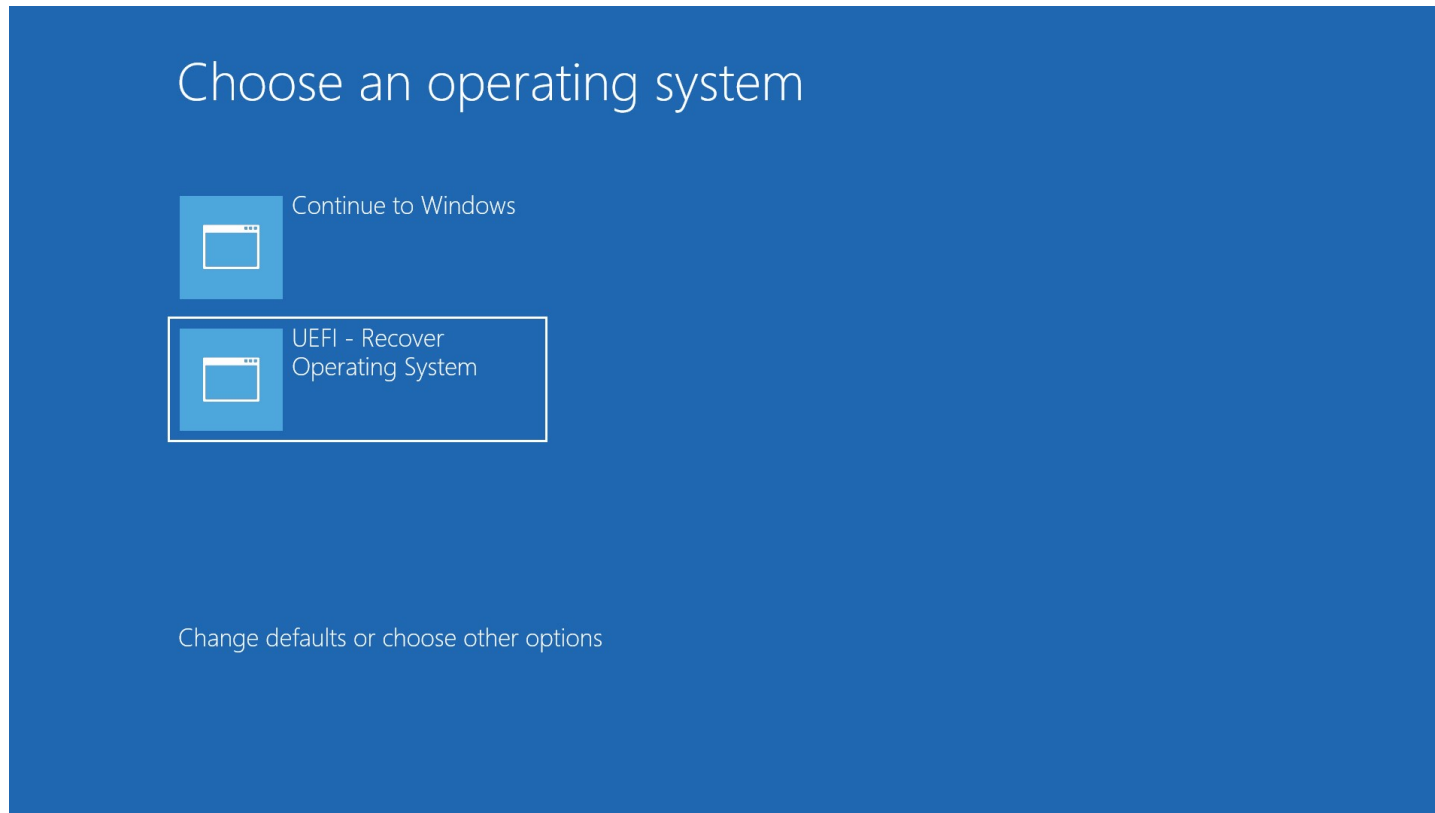 Choose an operating system
Continue to Windows
UEFI - Recover
Operating System
Change defaults or choose other options